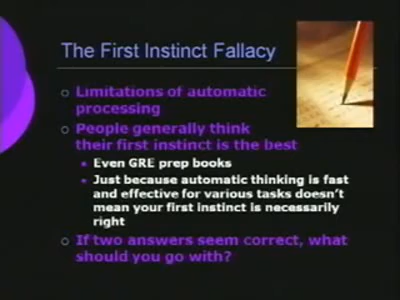 The First Instinct Fallacy
Limitations of automatic
processing
People generally think
their first instinct is the best
Even GRE prep books
Just because automatic thinking is fast
and effective for various tasks doesn't
mean your first instinct is necessarily
right
If two answers seem correct, what
should you go with?